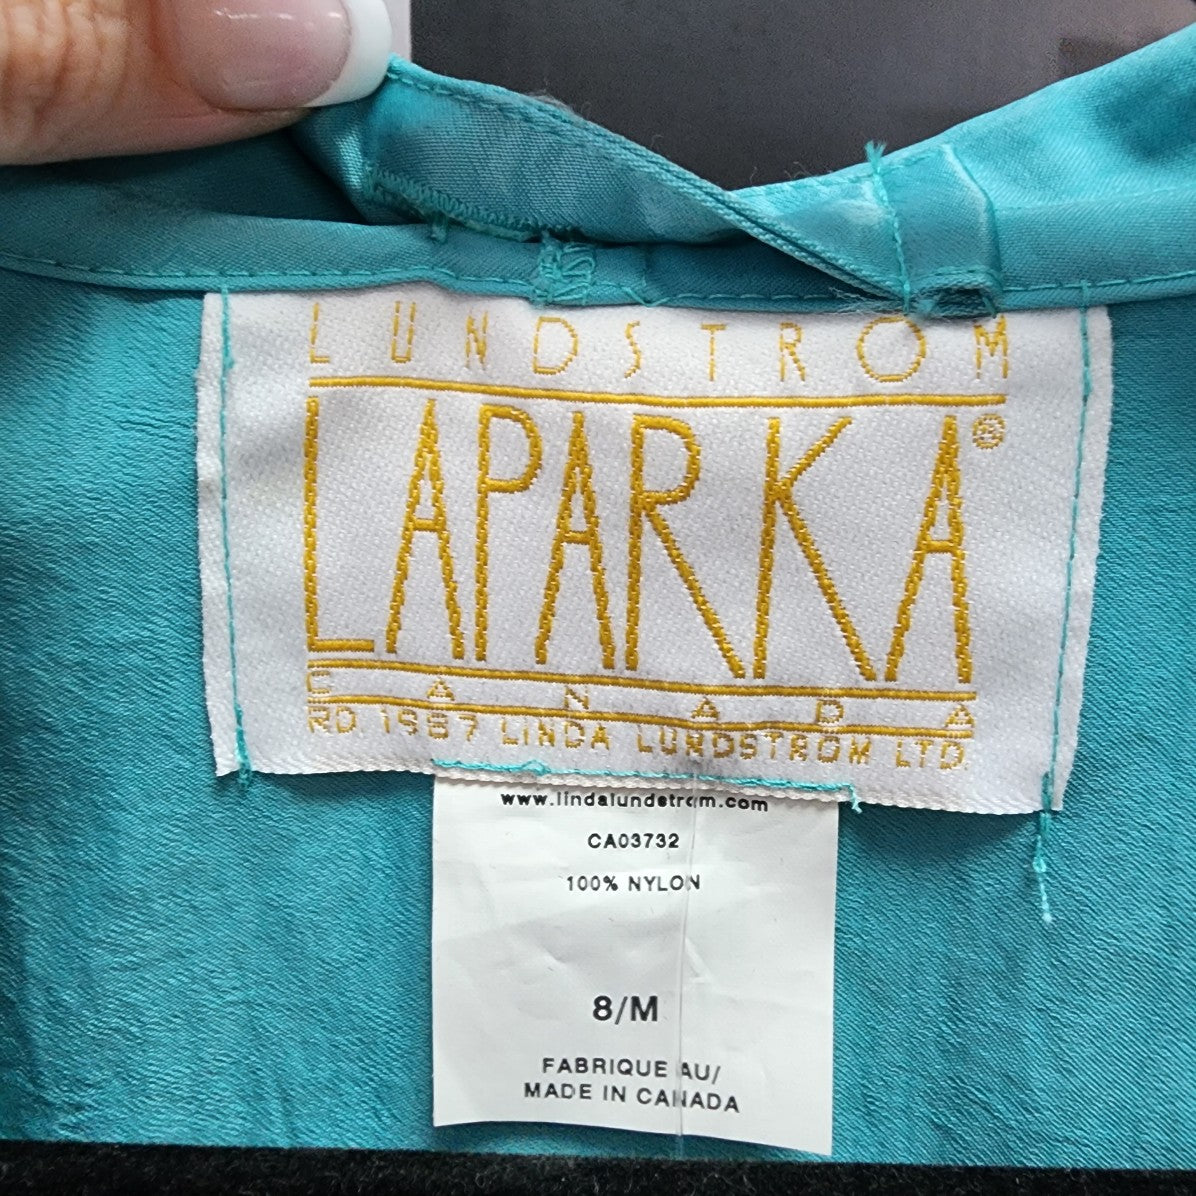 LUNDSTROM
LAPARKA®
CANADA
RD. 1987 LINDA LUNDSTROM LTD.
www.lindalundstrom.com
CA03732
100% NYLON
8/M
FABRIQUE AU/
MADE IN CANADA